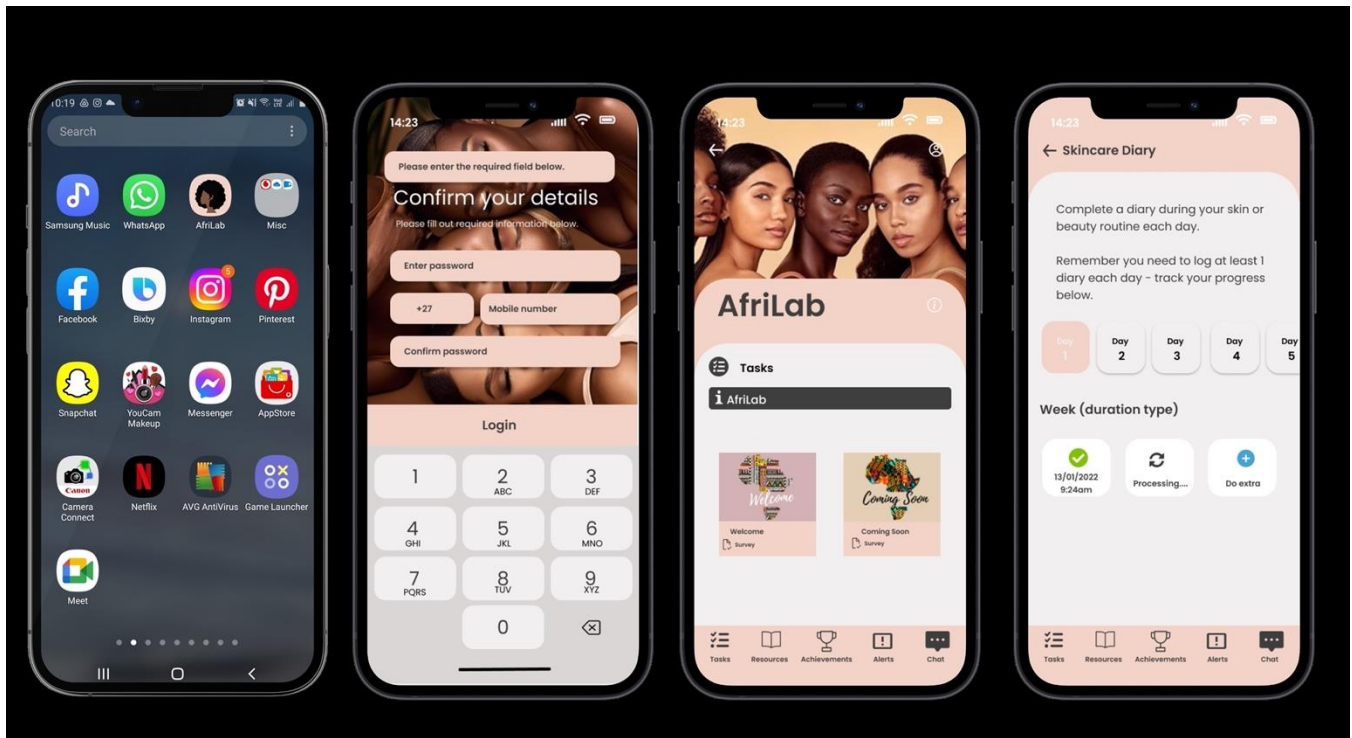 10:19
Search
Samsung Music
WhatsApp
AfriLab
Misc
Facebook
Bixby
5
Instagram
Pinterest
Snapchat
YouCam
Makeup
Messenger
AppStore
Canon
Camera
Connect
N
Netflix
AVG AntiVirus
Game Launcher
Meet
14:23
Please enter the required field below.
Confirm your details
Please fill out required information below.
Enter password
+27
Mobile number
Confirm password
Login
1
2
ABC
3
DEF
4
GHI
5
JKL
6
MNO
7
PQRS
8
TUV
9
XYZ
0
14:23
AfriLab
Tasks
i AfriLab
Welcome
Coming Soon
Welcome
Survey
Coming Soon
Survey
Tasks
Resources
Achievements
Alerts
Chat
14:23
Skincare Diary
Complete a diary during your skin or
beauty routine each day.
Remember you need to log at least 1
diary each day - track your progress
below.
Day
1
Day
2
Day
3
Day
4
Day
5
Week (duration type)
13/01/2022
9:24am
Processing....
Do extra
Tasks
Resources
Achievements
Alerts
Chat